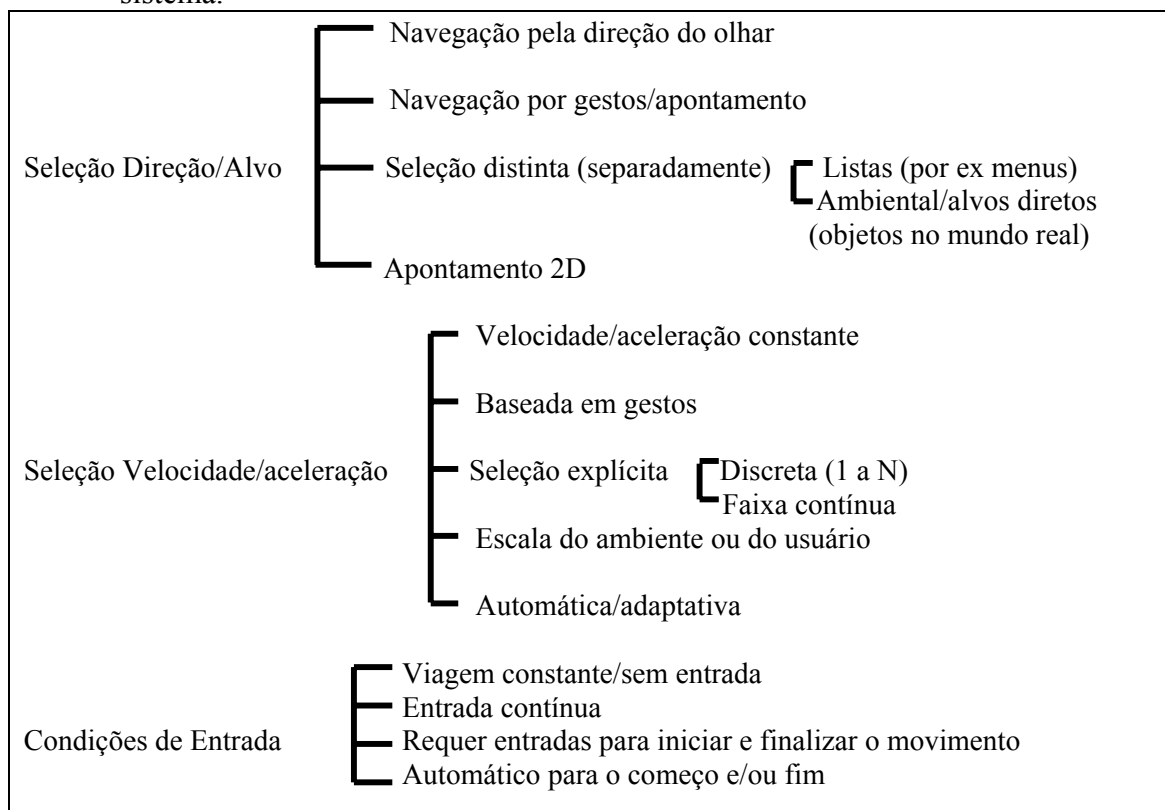 sistema.
Navegação pela direção do olhar
Navegação por gestos/apontamento
Seleção Direção/Alvo
Seleção distinta (separadamente)
Listas (por ex menus)
Ambiental/alvos diretos
(objetos no mundo real)
Apontamento 2D
Velocidade/aceleração constante
Baseada em gestos
Seleção Velocidade/aceleração
Seleção explícita
Discreta (1 a N)
Faixa contínua
Escala do ambiente ou do usuário
Automática/adaptativa
Viagem constante/sem entrada
Entrada contínua
Condições de Entrada
Requer entradas para iniciar e finalizar o movimento
Automático para o começo e/ou fim